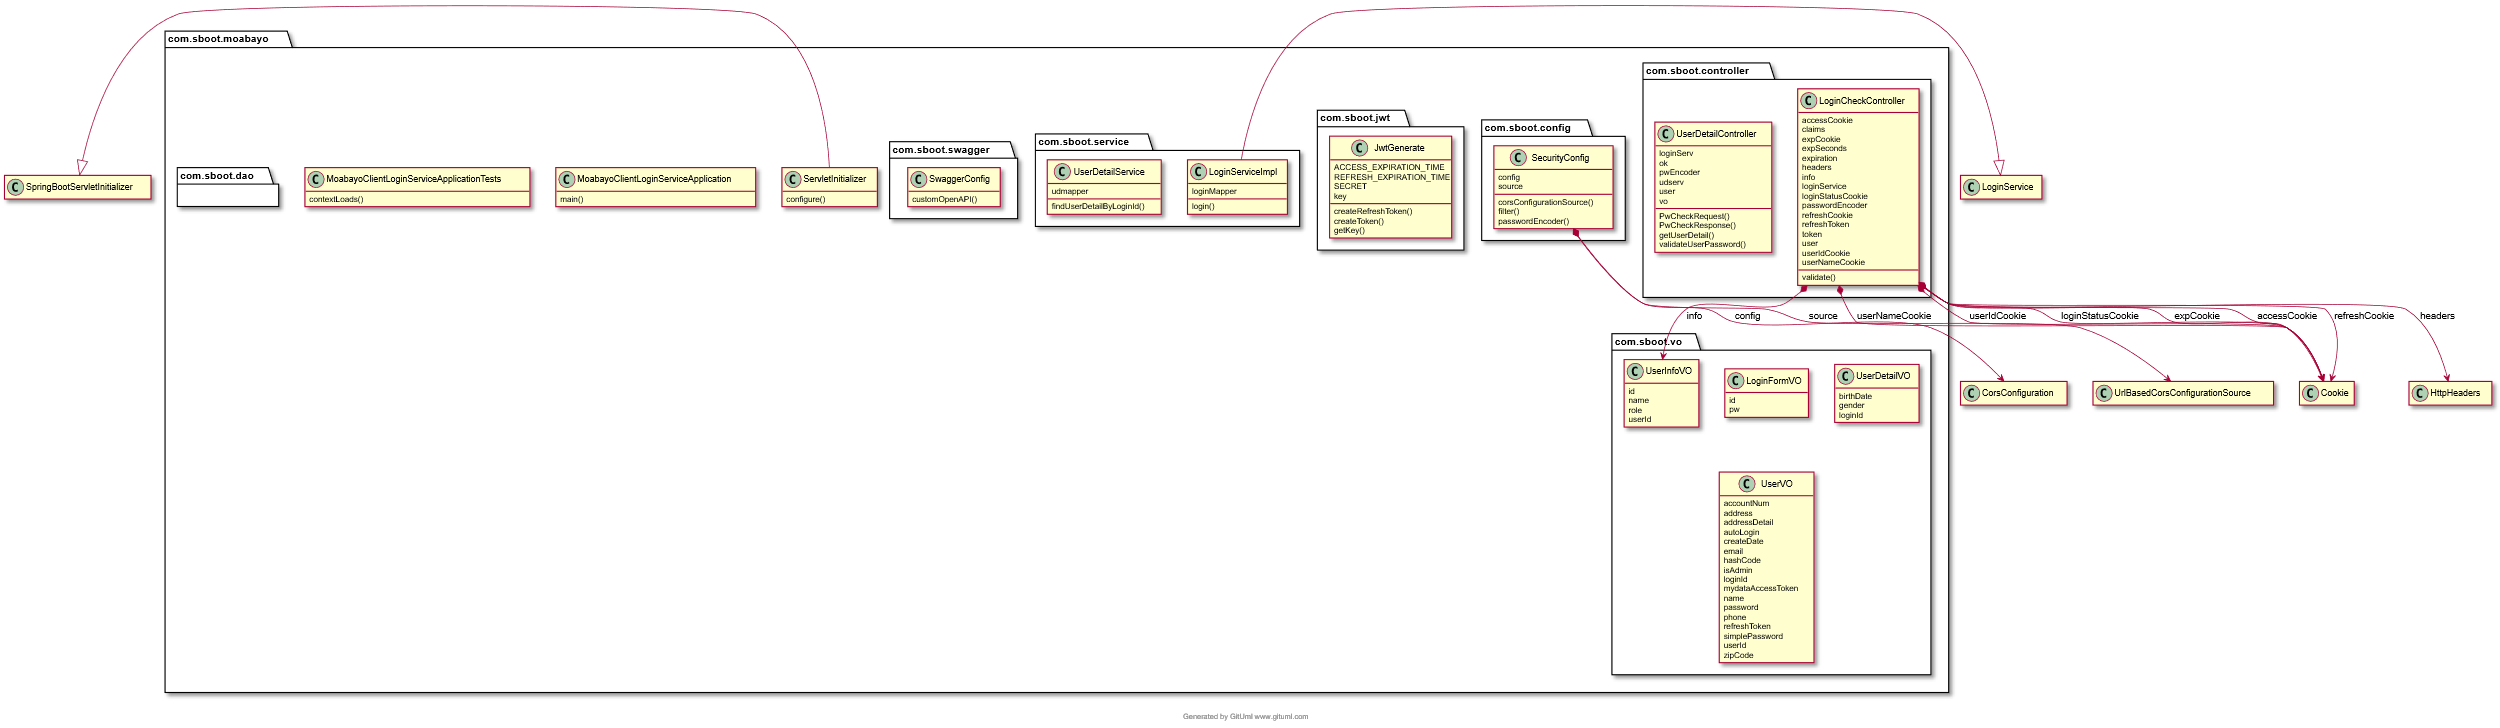 com.sboot.moabayo
SpringBootServletInitializer
com.sboot.dao
MoabayoClientLoginServiceApplicationTests
contextLoads()
MoabayoClientLoginServiceApplication
main()
ServletInitializer
configure()
com.sboot.swagger
SwaggerConfig
customOpenAPI()
com.sboot.service
UserDetailService
udmapper
findUserDetailByLoginId()
LoginServiceImpl
loginMapper
login()
com.sboot.jwt
JwtGenerate
ACCESS_EXPIRATION_TIME
REFRESH_EXPIRATION_TIME
SECRET
key
createRefreshToken()
createToken()
getKey()
com.sboot.config
SecurityConfig
config
source
corsConfigurationSource()
filter()
passwordEncoder()
com.sboot.controller
UserDetailController
loginServ
ok
pwEncoder
udserv
user
vo
PwCheckRequest()
PwCheckResponse()
getUserDetail()
validateUserPassword()
LoginCheckController
accessCookie
claims
expCookie
expSeconds
expiration
headers
info
loginService
loginStatusCookie
passwordEncoder
refreshCookie
refreshToken
token
user
userIdCookie
userNameCookie
validate()
LoginService
info
config
source
userNameCookie
userIdCookie
loginStatusCookie
expCookie
accessCookie
refreshCookie
headers
com.sboot.vo
UserInfoVO
id
name
role
userId
LoginFormVO
id
pw
UserDetailVO
birthDate
gender
loginId
UserVO
accountNum
address
addressDetail
autoLogin
createDate
email
hashCode
isAdmin
loginId
mydataAccessToken
name
password
phone
refreshToken
simplePassword
userId
zipCode
CorsConfiguration
UrlBasedCorsConfigurationSource
Cookie
HttpHeaders
Generated by GitUml www.gituml.com